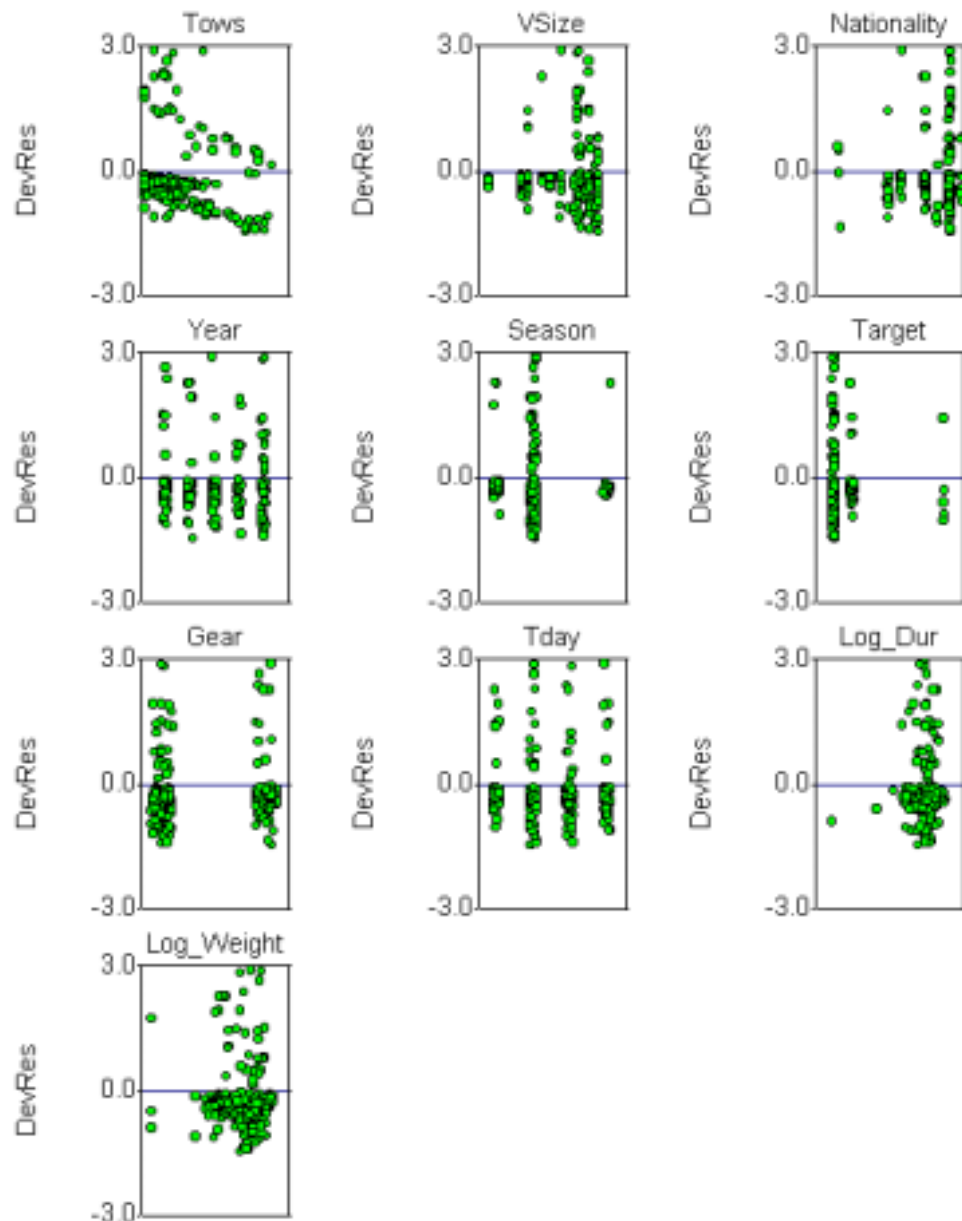 Tows VSize Nationality
3.0 3.0 3.0
DevRes DevRes DevRes
0.0 0.0 0.0
-3.0 -3.0 -3.0
Year Season Target
3.0 3.0 3.0
DevRes DevRes DevRes
0.0 0.0 0.0
-3.0 -3.0 -3.0
Gear Tday Log_Dur
3.0 3.0 3.0
DevRes DevRes DevRes
0.0 0.0 0.0
-3.0 -3.0 -3.0
Log_Weight
3.0
DevRes
0.0
-3.0